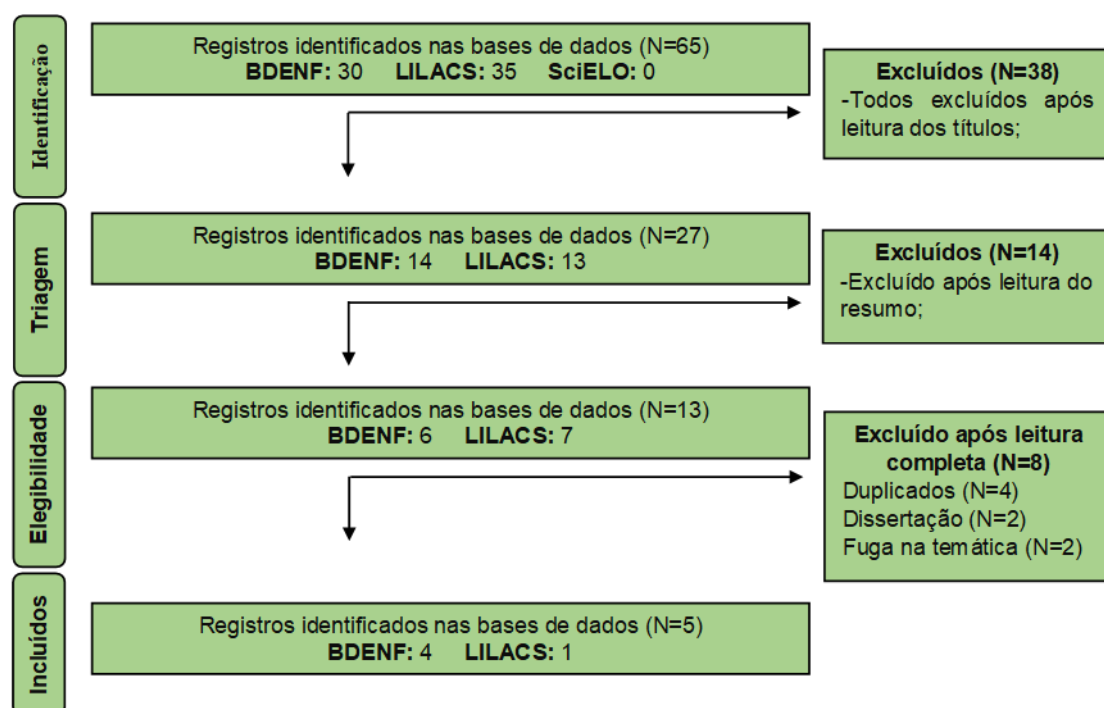 Identificação
Registros identificados nas bases de dados (N=65)
BDENF: 30 LILACS: 35 SciELO: 0
Excluídos (N=38)
-Todos excluídos após
leitura dos títulos;
Triagem
Registros identificados nas bases de dados (N=27)
BDENF: 14 LILACS: 13
Excluídos (N=14)
-Excluído após leitura do
resumo;
Elegibilidade
Registros identificados nas bases de dados (N=13)
BDENF: 6 LILACS: 7
Excluído após leitura
completa (N=8)
Duplicados (N=4)
Dissertação (N=2)
Fuga na temática (N=2)
Incluídos
Registros identificados nas bases de dados (N=5)
BDENF: 4 LILACS: 1